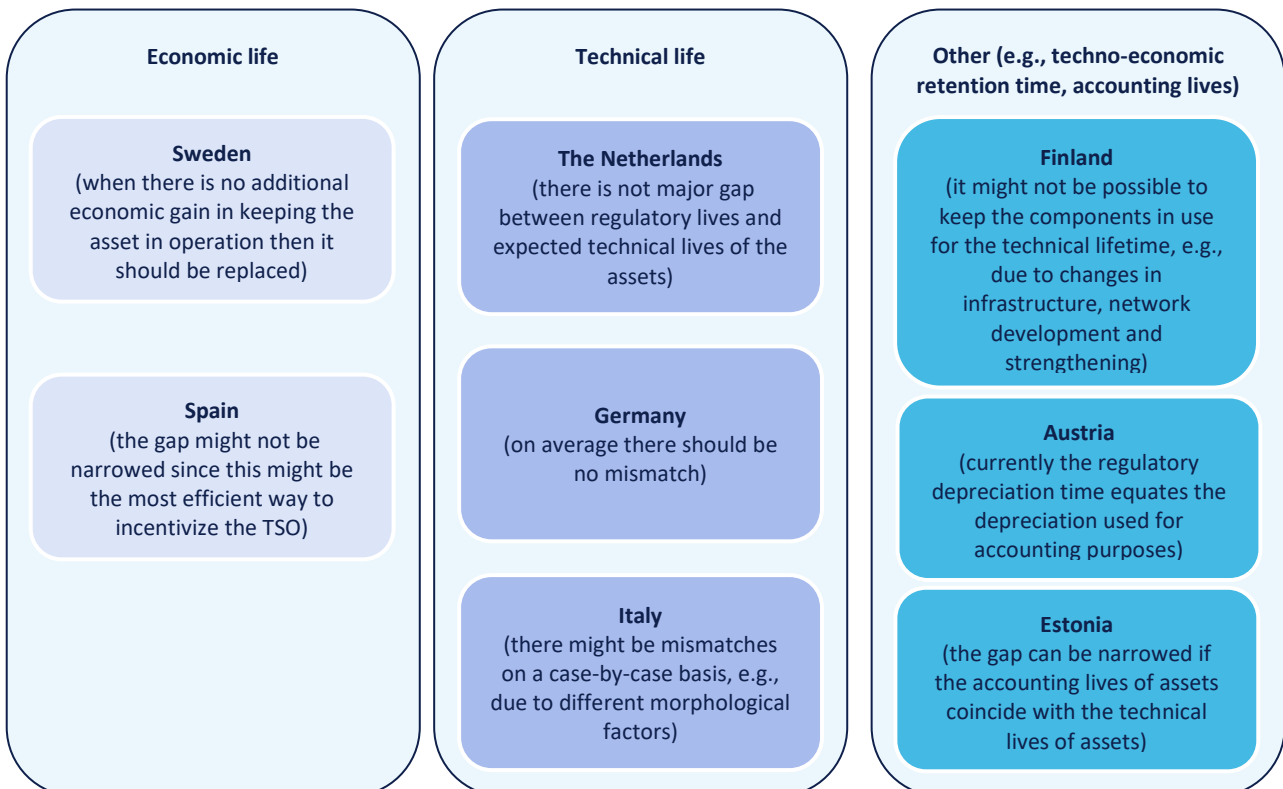 Economic life
Sweden
(when there is no additional
economic gain in keeping the
asset in operation then it
should be replaced)
Spain
(the gap might not be
narrowed since this might be
the most efficient way to
incentivize the TSO)
Technical life
The Netherlands
(there is not major gap
between regulatory lives and
expected technical lives of the
assets)
Germany
(on average there should be
no mismatch)
Italy
(there might be mismatches
on a case-by-case basis, e.g.,
due to different morphological
factors)
Other (e.g., techno-economic
retention time, accounting lives)
Finland
(it might not be possible to
keep the components in use
for the technical lifetime, e.g.,
due to changes in
infrastructure, network
development and
strengthening)
Austria
(currently the regulatory
depreciation time equates the
depreciation used for
accounting purposes)
Estonia
(the gap can be narrowed if
the accounting lives of assets
coincide with the technical
lives of assets)